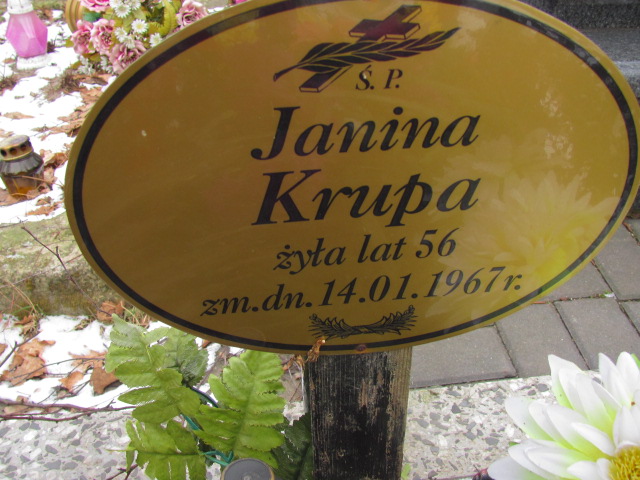 Ś. P.
Janina
Krupa
żyła lat 56
zm.dn.14.01.1967r.